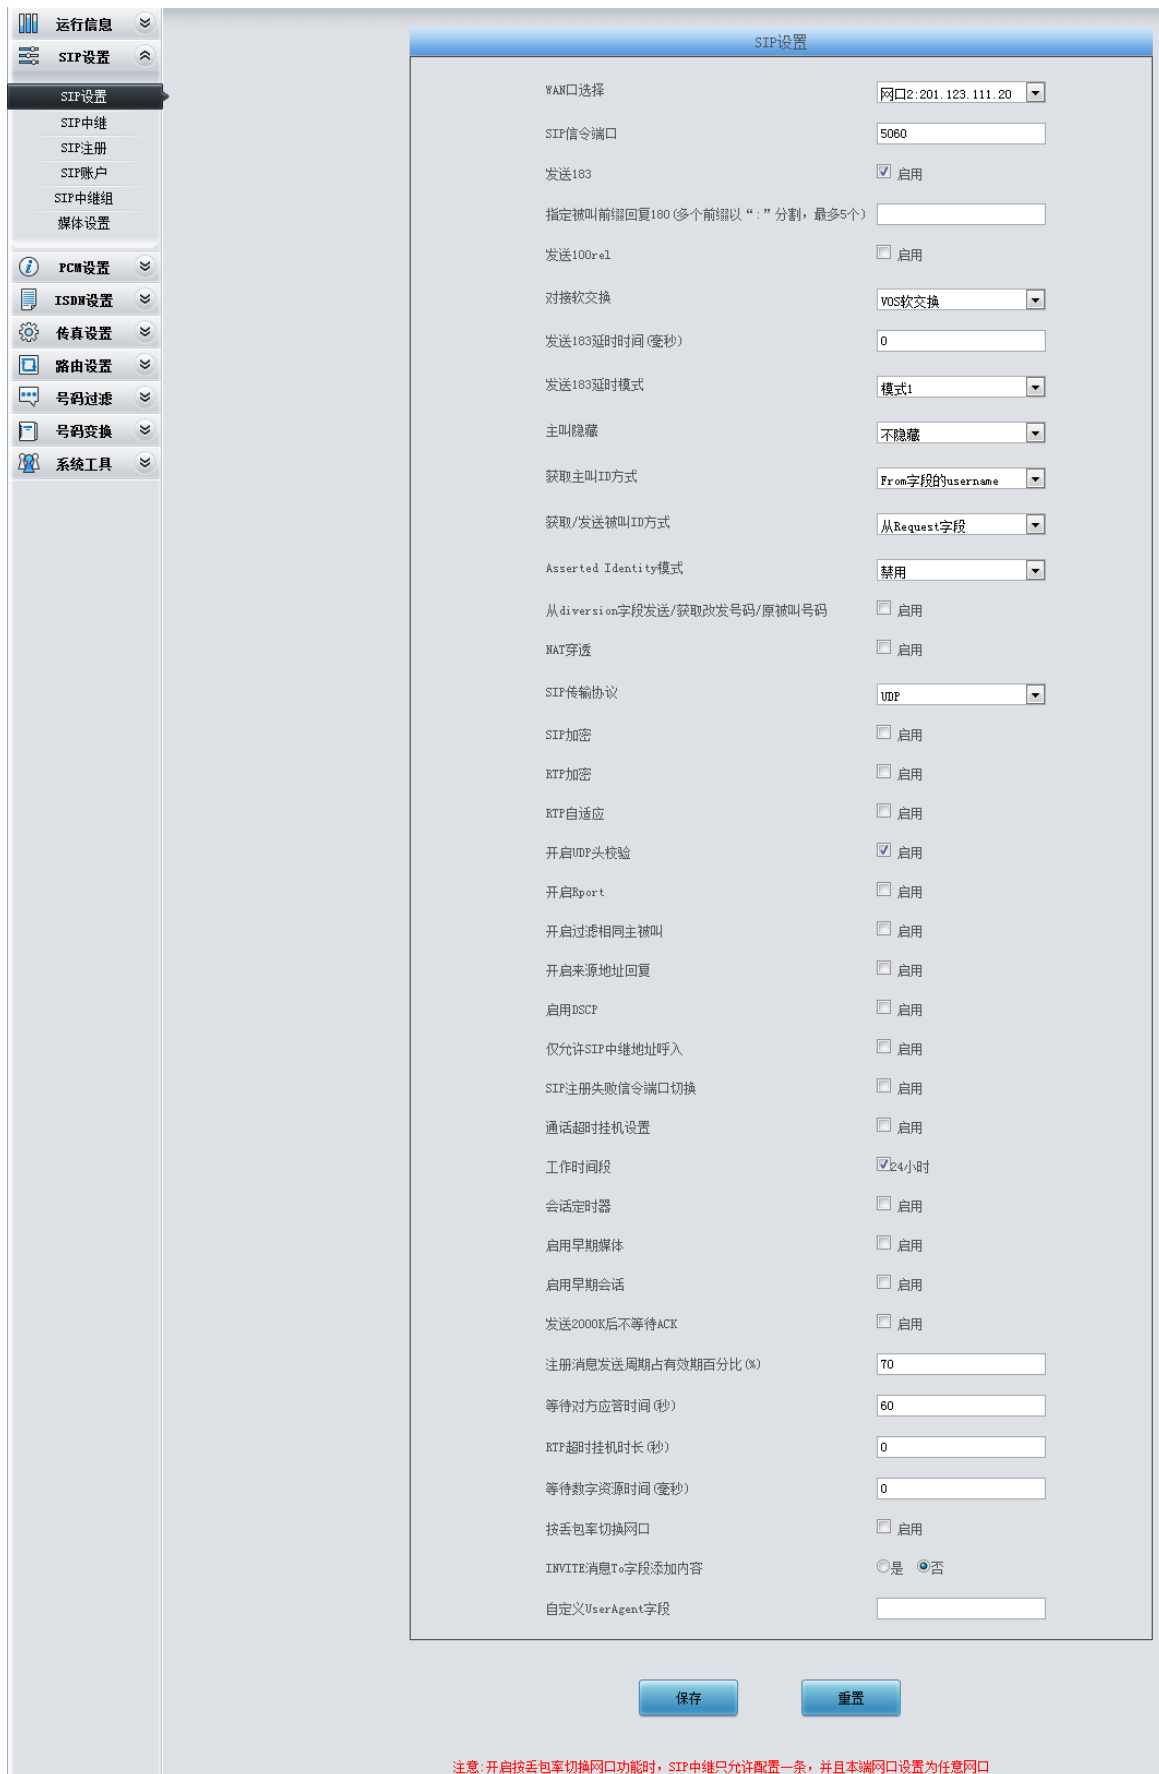 运行信息
SIP设置
SIP设置
SIP中继
SIP注册
SIP账户
SIP中继组
媒体设置
PCM设置
ISDN设置
传真设置
路由设置
号码过滤
号码变换
系统工具
SIP设置
WAN口选择 网口2:201.123.111.20
SIP信令端口 5060
发送183 启用
指定被叫前缀回复180(多个前缀以“:”分割，最多5个)
发送100rel 启用
对接软交换 VOS软交换
发送183延时时间(毫秒) 0
发送183延时模式 模式1
主叫隐藏 不隐藏
获取主叫ID方式 From字段的username
获取/发送被叫ID方式 从Request字段
Asserted Identity模式 禁用
从diversion字段发送/获取改发号码/原被叫号码 启用
NAT穿透 启用
SIP传输协议 UDP
SIP加密 启用
RTP加密 启用
RTP自适应 启用
开启UDP头校验 启用
开启Rport 启用
开启过滤相同主被叫 启用
开启来源地址回复 启用
启用DSCP 启用
仅允许SIP中继地址呼入 启用
SIP注册失败信令端口切换 启用
通话超时挂机设置 启用
工作时间段 24小时
会话定时器 启用
启用早期媒体 启用
启用早期会话 启用
发送200OK后不等待ACK 启用
注册消息发送周期占有效期百分比(%) 70
等待对方应答时间(秒) 60
RTP超时挂机时长(秒) 0
等待数字资源时间(毫秒) 0
按丢包率切换网口 启用
INVITE消息To字段添加内容 是 否
自定义UserAgent字段
保存 重置
注意:开启按丢包率切换网口功能时，SIP中继只允许配置一条，并且本端网口设置为任意网口